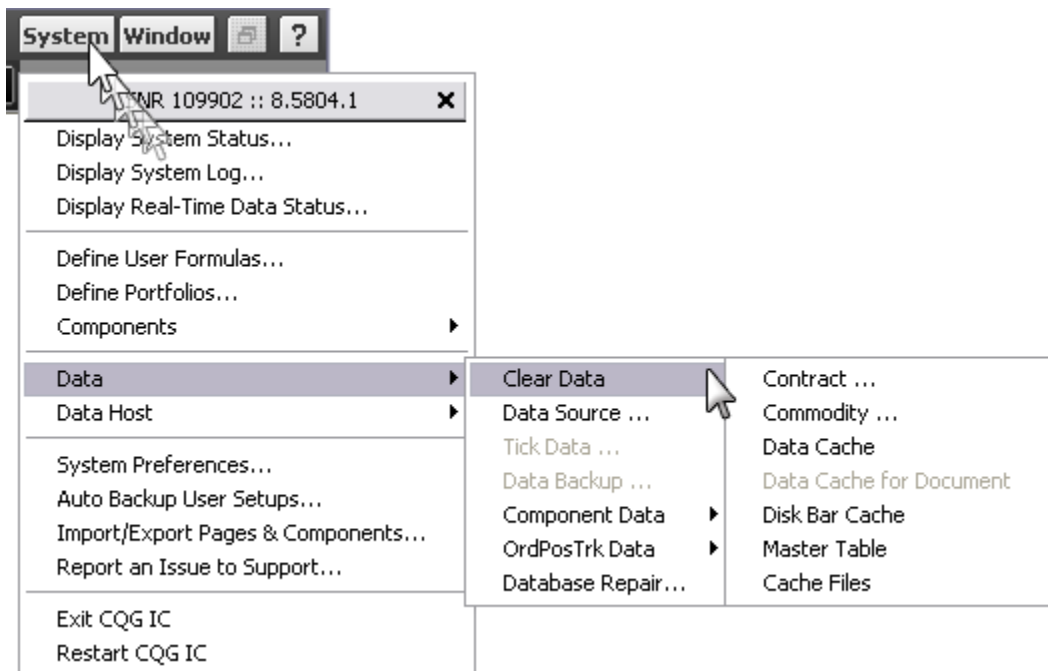 System Window ?
NR 109902 :: 8.5804.1
Display System Status...
Display System Log...
Display Real-Time Data Status...
Define User Formulas...
Define Portfolios...
Components
Data
Data Host
System Preferences...
Auto Backup User Setups...
Import/Export Pages & Components...
Report an Issue to Support...
Exit CQG IC
Restart CQG IC
Clear Data
Data Source ...
Tick Data ...
Data Backup ...
Component Data
OrdPosTrk Data
Database Repair...
Contract ...
Commodity ...
Data Cache
Data Cache for Document
Disk Bar Cache
Master Table
Cache Files